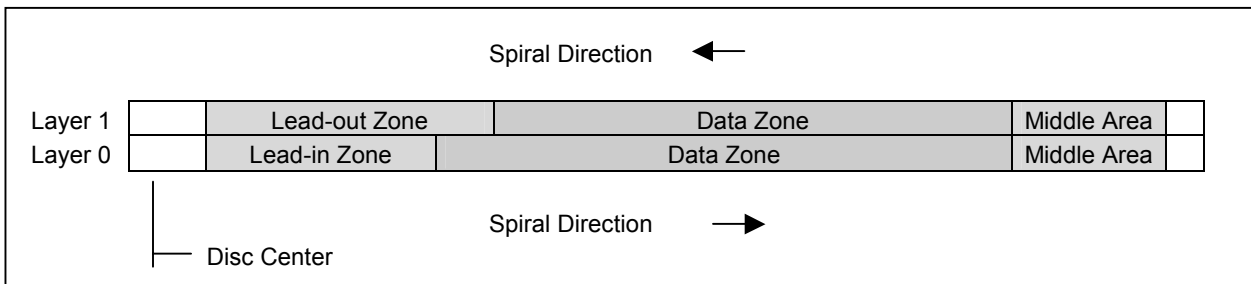 Spiral Direction
Layer 1 Lead-out Zone Data Zone Middle Area
Layer 0 Lead-in Zone Data Zone Middle Area
Spiral Direction
Disc Center